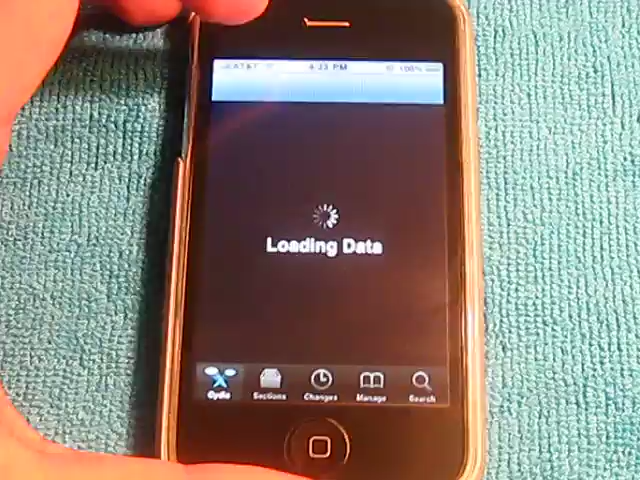 AT&T 4:23 PM 100%
Loading Data
Cydia Sections Changes Manage Search